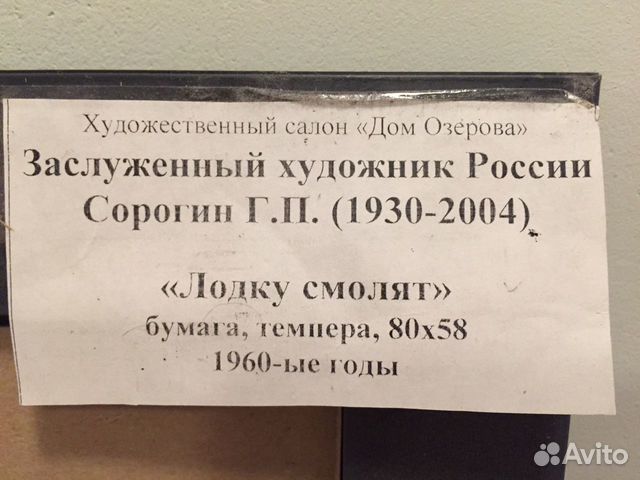 Художественный салон «Дом Озерова»
Заслуженный художник России
Сорогин Г.П. (1930-2004)
«Лодку смолят»
бумага, темпера, 80х58
1960-ые годы
Avito